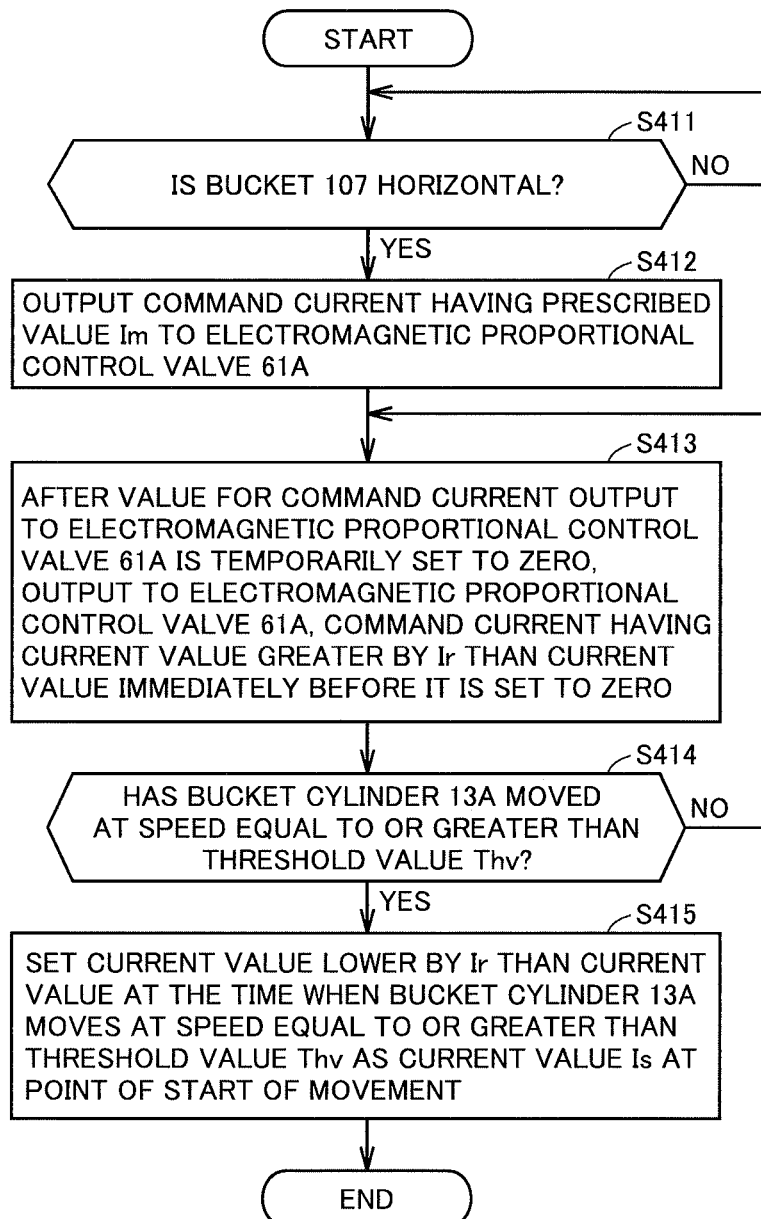 START
S411
IS BUCKET 107 HORIZONTAL?
NO
YES
S412
OUTPUT COMMAND CURRENT HAVING PRESCRIBED
VALUE Im TO ELECTROMAGNETIC PROPORTIONAL
CONTROL VALVE 61A
S413
AFTER VALUE FOR COMMAND CURRENT OUTPUT
TO ELECTROMAGNETIC PROPORTIONAL CONTROL
VALVE 61A IS TEMPORARILY SET TO ZERO,
OUTPUT TO ELECTROMAGNETIC PROPORTIONAL
CONTROL VALVE 61A, COMMAND CURRENT HAVING
CURRENT VALUE GREATER BY Ir THAN CURRENT
VALUE IMMEDIATELY BEFORE IT IS SET TO ZERO
S414
HAS BUCKET CYLINDER 13A MOVED
AT SPEED EQUAL TO OR GREATER THAN
THRESHOLD VALUE Thv?
NO
YES
S415
SET CURRENT VALUE LOWER BY Ir THAN CURRENT
VALUE AT THE TIME WHEN BUCKET CYLINDER 13A
MOVES AT SPEED EQUAL TO OR GREATER THAN
THRESHOLD VALUE Thv AS CURRENT VALUE Is AT
POINT OF START OF MOVEMENT
END